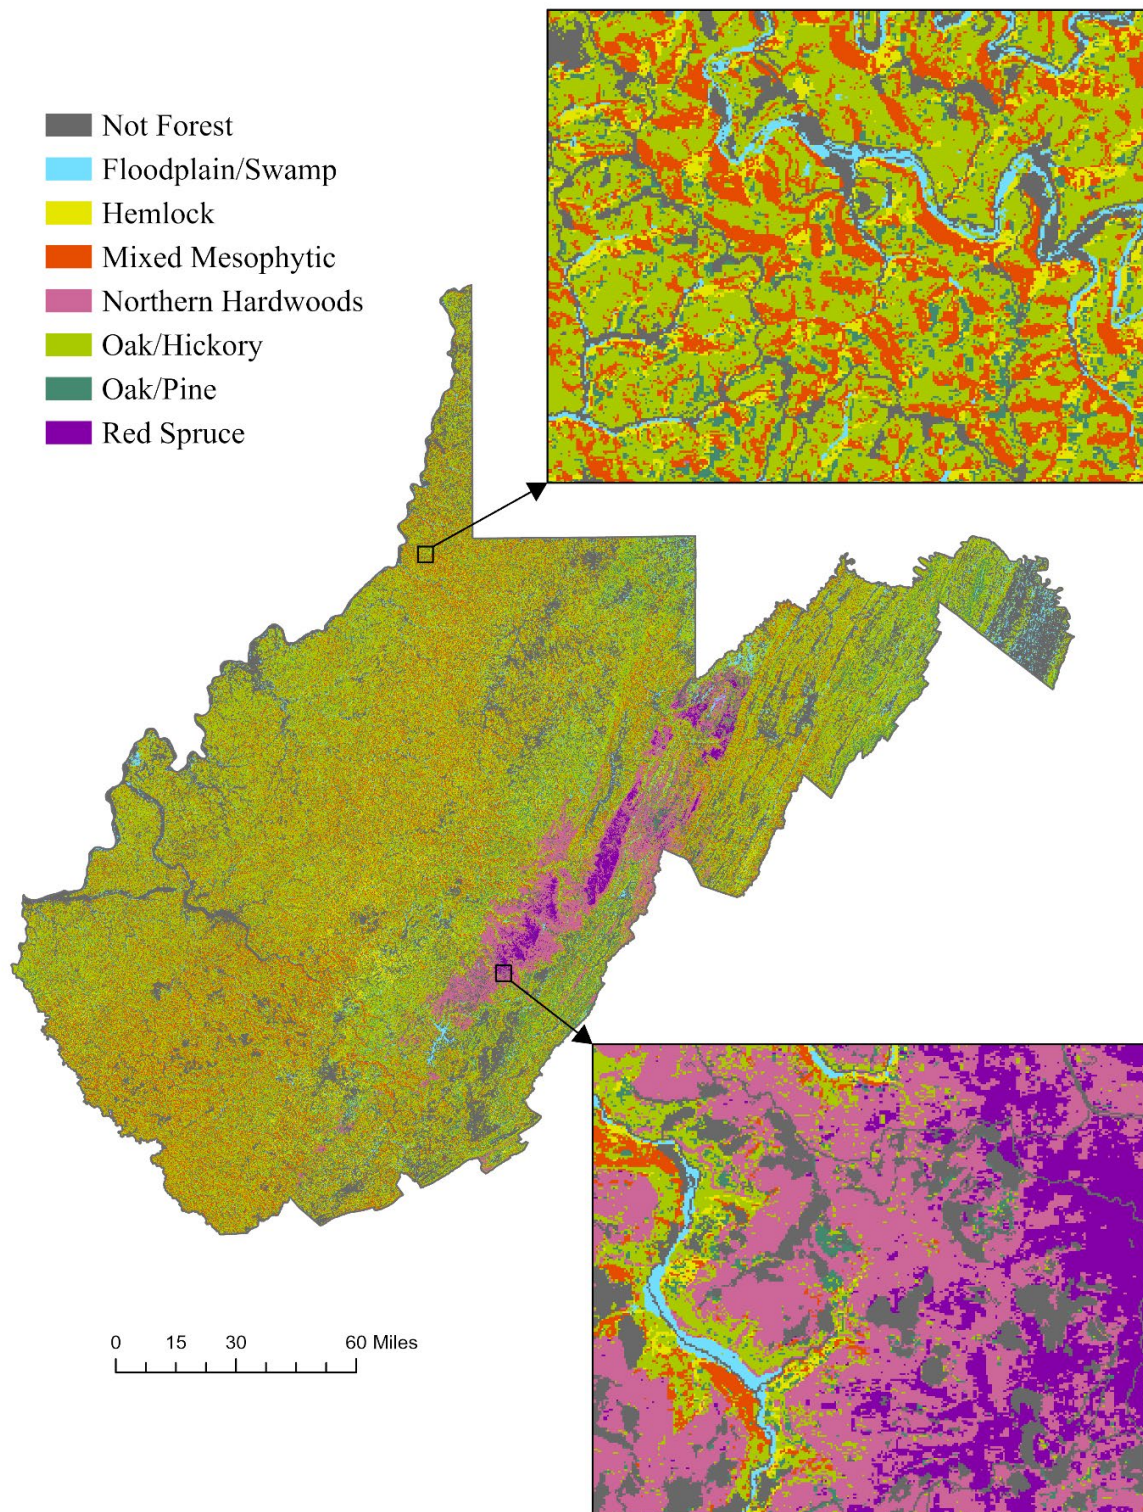 Not Forest
Floodplain/Swamp
Hemlock
Mixed Mesophytic
Northern Hardwoods
Oak/Hickory
Oak/Pine
Red Spruce
0 15 30 60 Miles